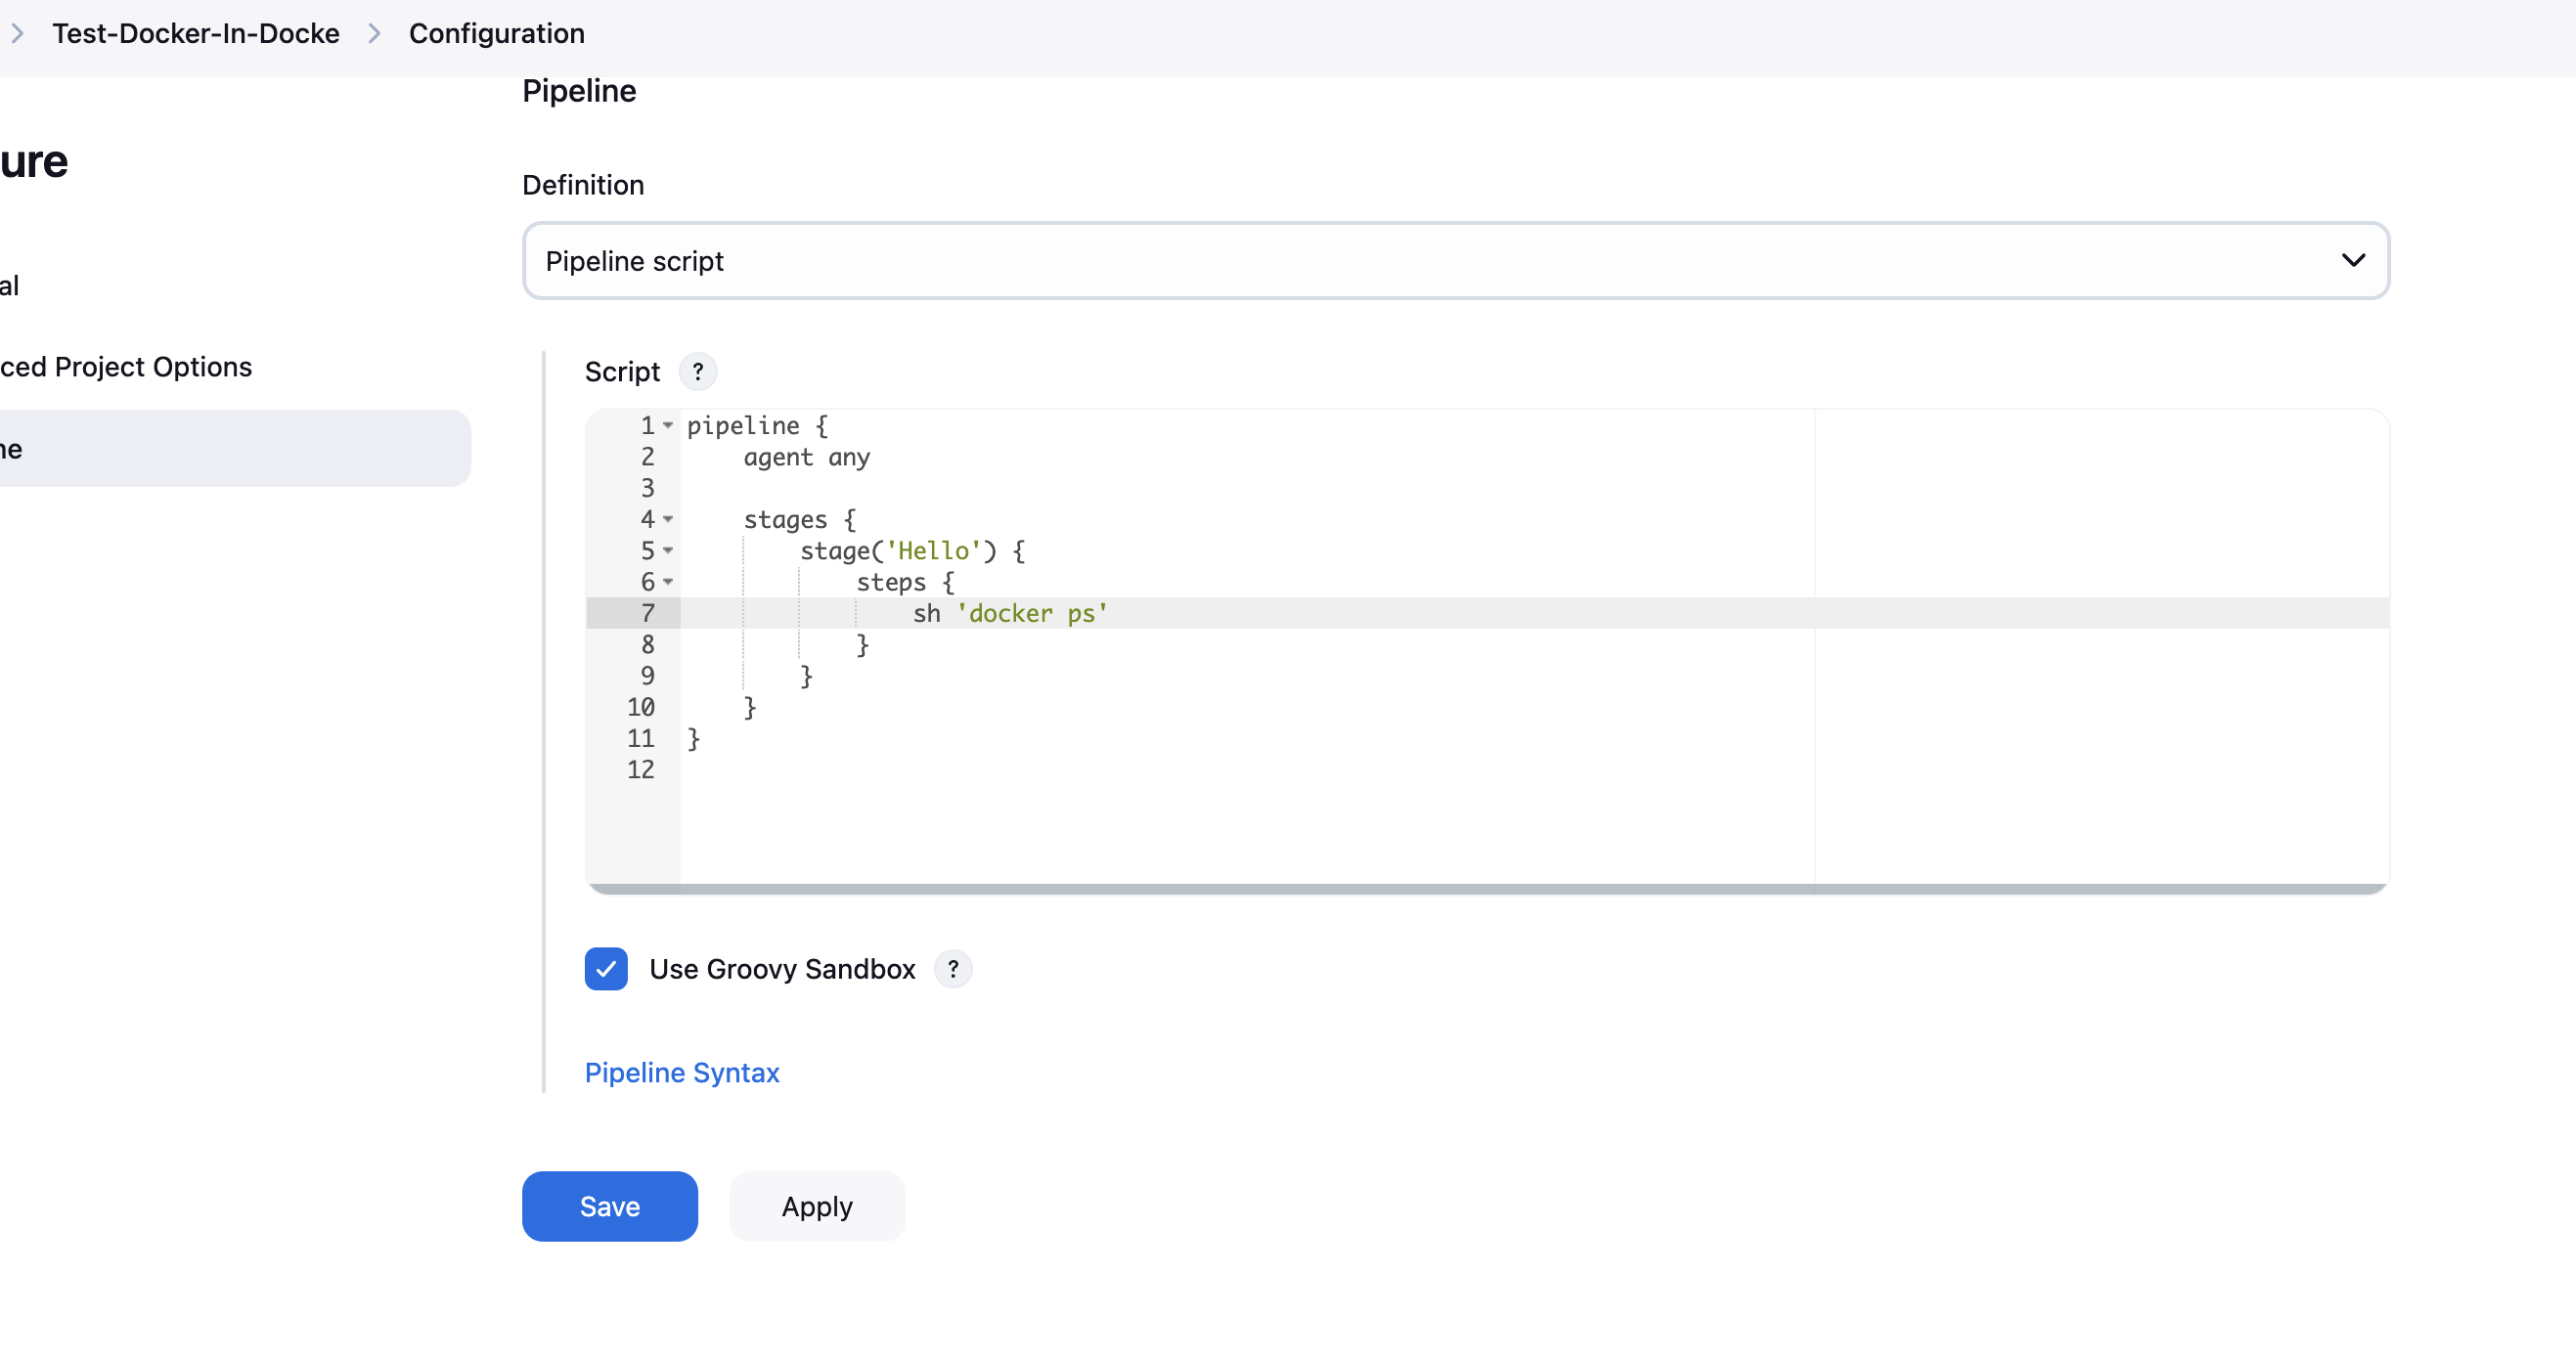 Test-Docker-In-Docke
Configuration
Pipeline
ure
Definition
Pipeline script
al
ced Project Options
ne
Script ?
1 pipeline {
2     agent any
3
4     stages {
5         stage('Hello') {
6             steps {
7                 sh 'docker ps'
8             }
9         }
10     }
11 }
12
Use Groovy Sandbox ?
Pipeline Syntax
Save
Apply